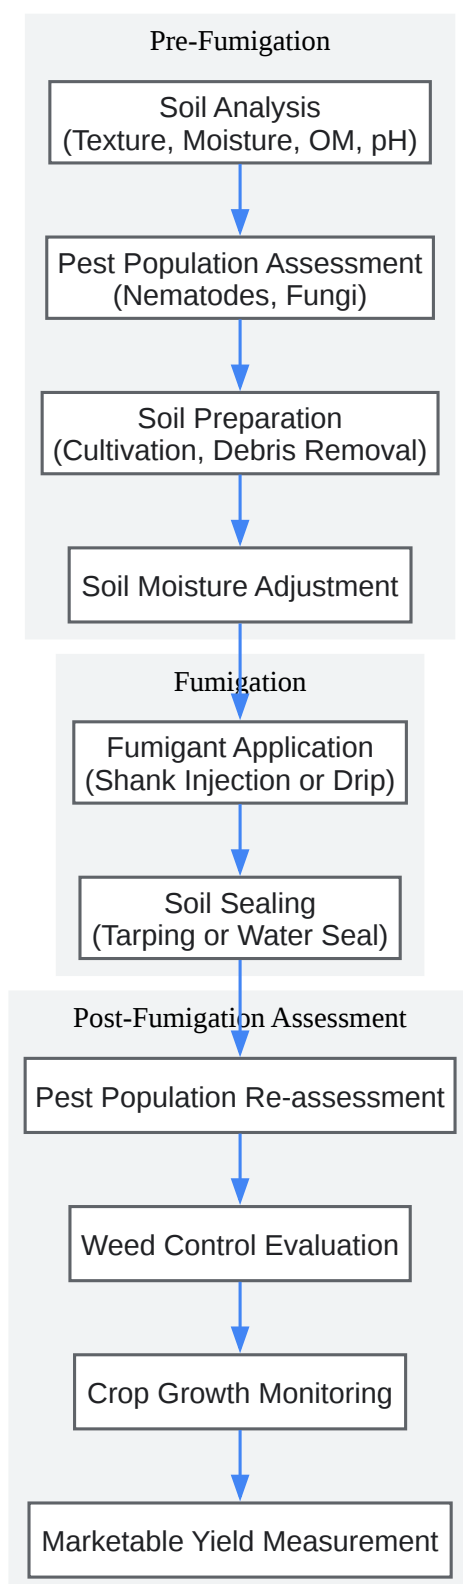 Pre-Fumigation
Soil Analysis
(Texture, Moisture, OM, pH)
Pest Population Assessment
(Nematodes, Fungi)
Soil Preparation
(Cultivation, Debris Removal)
Soil Moisture Adjustment
Fumigation
Fumigant Application
(Shank Injection or Drip)
Soil Sealing
(Tarping or Water Seal)
Post-Fumigation Assessment
Pest Population Re-assessment
Weed Control Evaluation
Crop Growth Monitoring
Marketable Yield Measurement